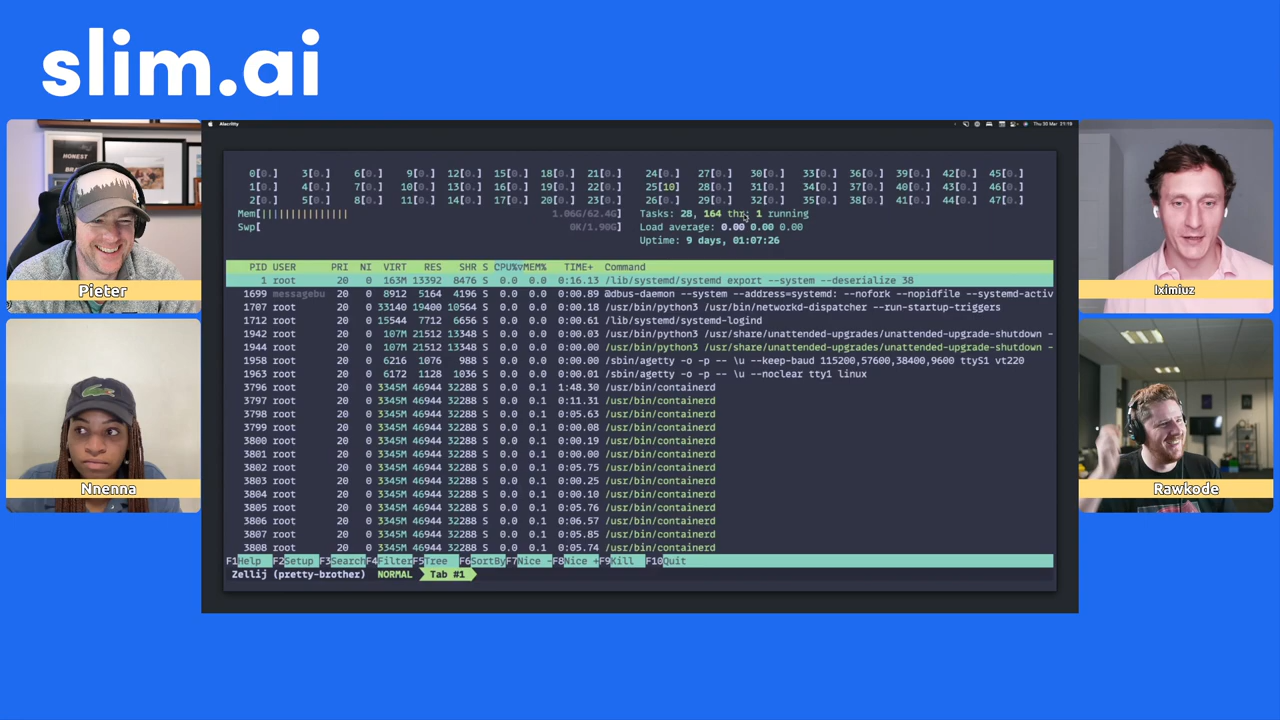 slim.ai
HONEST
Pieter
Nnenna
Iximiuz
Rawkode
Alacritty
Thu 30 Mar 21:19
0[0.] 3[0.] 6[0.] 9[0.] 12[0.] 15[0.] 18[0.] 21[0.] 24[0.] 27[0.] 30[0.] 33[0.] 36[0.] 39[0.] 42[0.] 45[0.]
1[0.] 4[0.] 7[0.] 10[0.] 13[0.] 16[0.] 19[0.] 22[0.] 25[10] 28[0.] 31[0.] 34[0.] 37[0.] 40[0.] 43[0.] 46[0.]
2[0.] 5[0.] 8[0.] 11[0.] 14[0.] 17[0.] 20[0.] 23[0.] 26[0.] 29[0.] 32[0.] 35[0.] 38[0.] 41[0.] 44[0.] 47[0.]
Mem[|||||||||||||||| 1.06G/62.4G] Tasks: 28, 164 thr; 1 running
Swp[ 0K/1.90G] Load average: 0.00 0.00 0.00
Uptime: 9 days, 01:07:26
PID USER PRI NI VIRT RES SHR S CPU%▽MEM% TIME+ Command
1 root 20 0 163M 13392 8476 S 0.0 0.0 0:16.13 /lib/systemd/systemd export --system --deserialize 38
1699 messagebu 20 0 8912 5164 4196 S 0.0 0.0 0:00.89 @dbus-daemon --system --address=systemd: --nofork --nopidfile --systemd-activ
1707 root 20 0 33140 19400 10564 S 0.0 0.0 0:00.18 /usr/bin/python3 /usr/bin/networkd-dispatcher --run-startup-triggers
1712 root 20 0 15544 7712 6656 S 0.0 0.0 0:00.61 /lib/systemd/systemd-logind
1942 root 20 0 107M 21512 13348 S 0.0 0.0 0:00.03 /usr/bin/python3 /usr/share/unattended-upgrades/unattended-upgrade-shutdown -
1944 root 20 0 107M 21512 13348 S 0.0 0.0 0:00.00 /usr/bin/python3 /usr/share/unattended-upgrades/unattended-upgrade-shutdown -
1958 root 20 0 6216 1076 988 S 0.0 0.0 0:00.00 /sbin/agetty -o -p -- \u --keep-baud 115200,57600,38400,9600 ttyS1 vt220
1963 root 20 0 6172 1128 1036 S 0.0 0.0 0:00.01 /sbin/agetty -o -p -- \u --noclear tty1 linux
3796 root 20 0 3345M 46944 32288 S 0.0 0.1 1:48.30 /usr/bin/containerd
3797 root 20 0 3345M 46944 32288 S 0.0 0.1 0:11.31 /usr/bin/containerd
3798 root 20 0 3345M 46944 32288 S 0.0 0.1 0:05.63 /usr/bin/containerd
3799 root 20 0 3345M 46944 32288 S 0.0 0.1 0:00.08 /usr/bin/containerd
3800 root 20 0 3345M 46944 32288 S 0.0 0.1 0:00.19 /usr/bin/containerd
3801 root 20 0 3345M 46944 32288 S 0.0 0.1 0:00.00 /usr/bin/containerd
3802 root 20 0 3345M 46944 32288 S 0.0 0.1 0:05.75 /usr/bin/containerd
3803 root 20 0 3345M 46944 32288 S 0.0 0.1 0:00.25 /usr/bin/containerd
3804 root 20 0 3345M 46944 32288 S 0.0 0.1 0:00.10 /usr/bin/containerd
3805 root 20 0 3345M 46944 32288 S 0.0 0.1 0:05.76 /usr/bin/containerd
3806 root 20 0 3345M 46944 32288 S 0.0 0.1 0:06.57 /usr/bin/containerd
3807 root 20 0 3345M 46944 32288 S 0.0 0.1 0:05.85 /usr/bin/containerd
3808 root 20 0 3345M 46944 32288 S 0.0 0.1 0:05.74 /usr/bin/containerd
F1Help F2Setup F3SearchF4FilterF5Tree F6SortByF7Nice -F8Nice +F9Kill F10Quit
Zellij (pretty-brother) NORMAL Tab #1